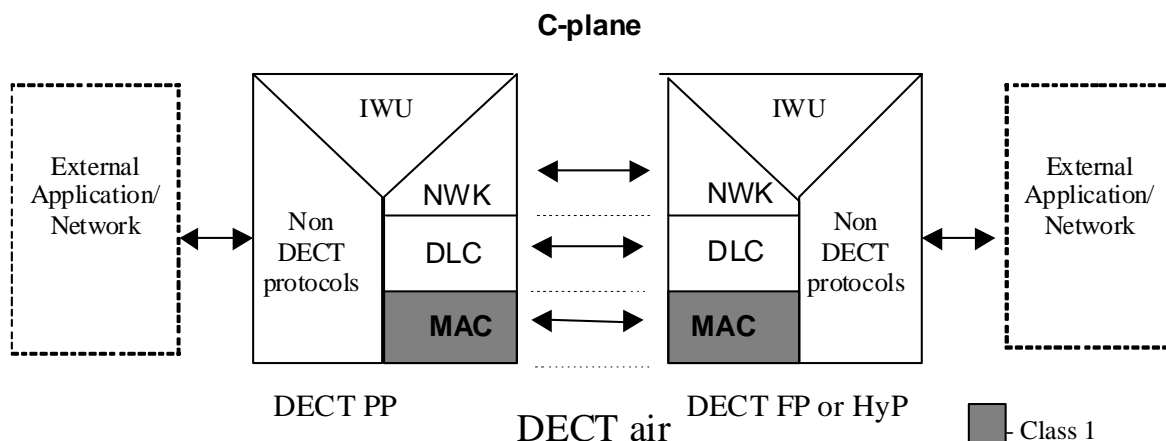 C-plane
External
Application/
Network
IWU
NWK
Non
DECT
protocols
DLC
MAC
DECT PP
IWU
NWK
DLC
MAC
Non
DECT
protocols
DECT FP or HyP
External
Application/
Network
DECT air
- Class 1